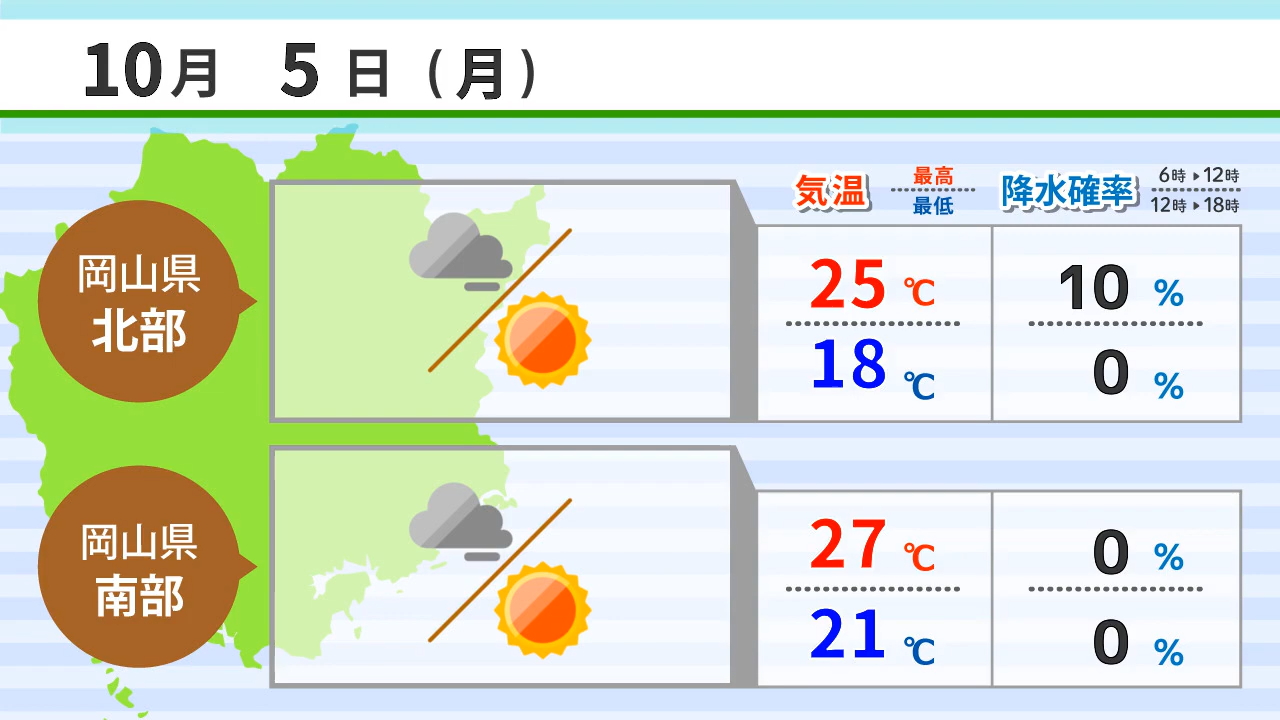 10月 5日(月)
気温 最高 最低
降水確率 6時▶12時 12時▶18時
岡山県
北部
25℃ 10%
18℃ 0%
岡山県
南部
27℃ 0%
21℃ 0%